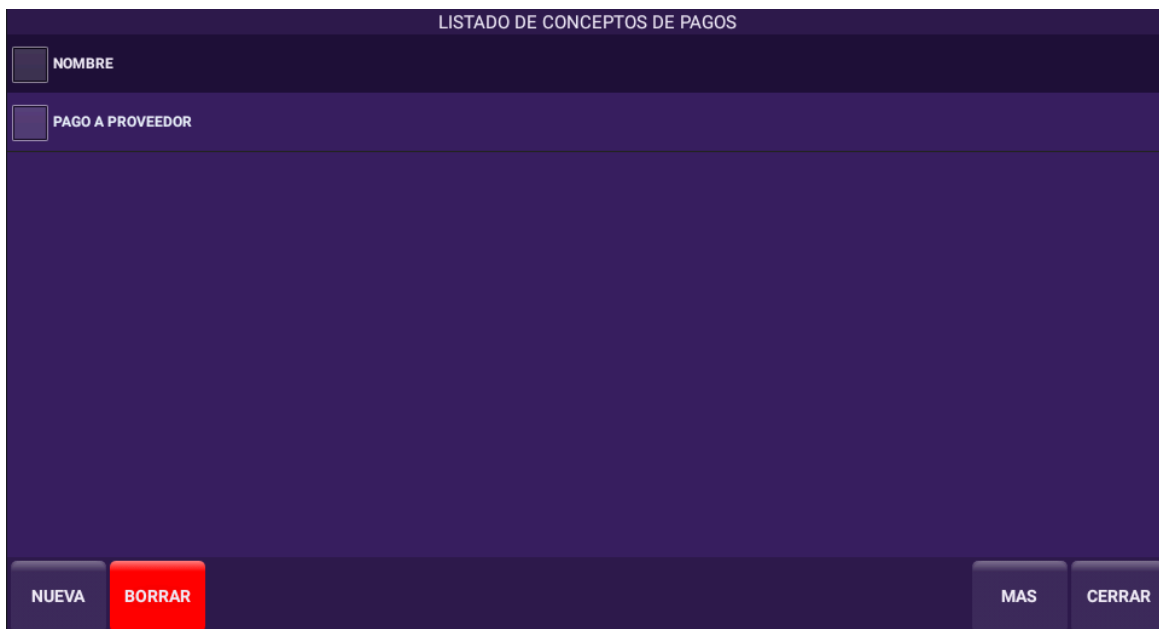 LISTADO DE CONCEPTOS DE PAGOS
NOMBRE
PAGO A PROVEEDOR
NUEVA BORRAR MAS CERRAR